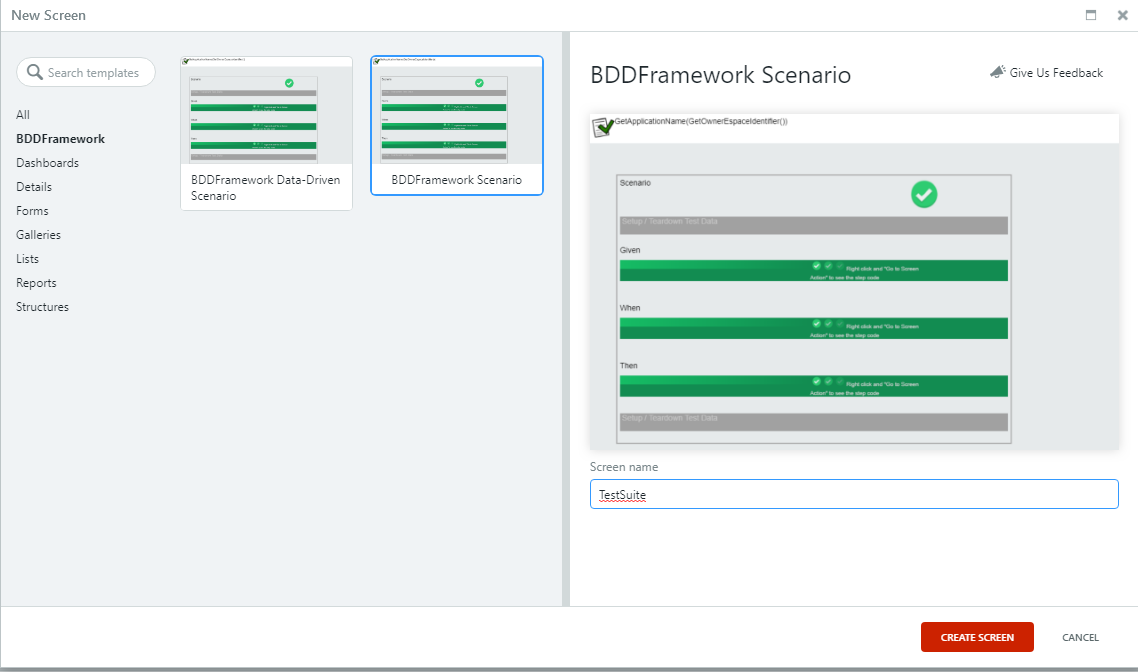 New Screen
Search templates
All
BDDFramework
Dashboards
Details
Forms
Galleries
Lists
Reports
Structures
BDDFramework Data-Driven
Scenario
BDDFramework Scenario
BDDFramework Scenario
Give Us Feedback
GetApplicationName(GetOwnerEspaceIdentifier())
Scenario
Setup / Teardown Test Data
Given
Right click and "Go to Screen
Action" to see the step code
When
Right click and "Go to Screen
Action" to see the step code
Then
Right click and "Go to Screen
Action" to see the step code
Setup / Teardown Test Data
Screen name
TestSuite
CREATE SCREEN
CANCEL